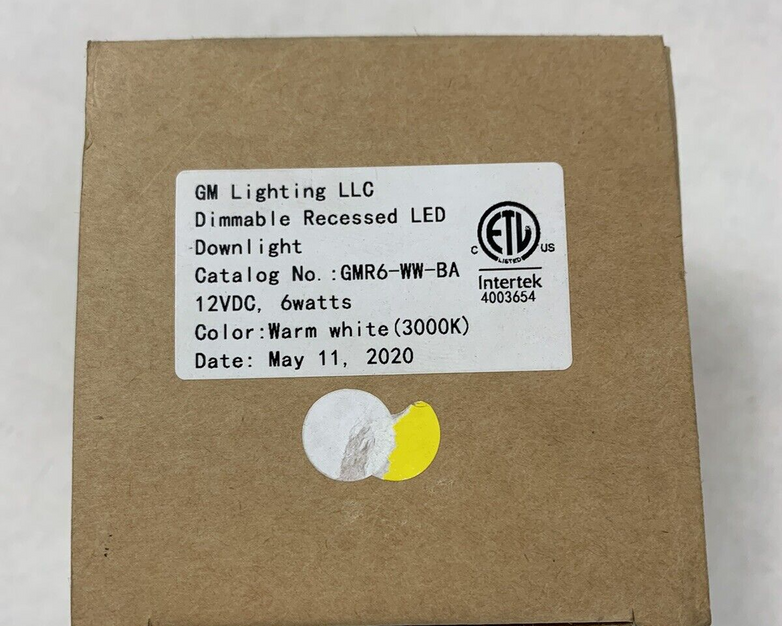 GM Lighting LLC
Dimmable Recessed LED
Downlight
Catalog No.:GMR6-WW-BA
12VDC, 6watts
Color:Warm white(3000K)
Date: May 11, 2020
ETL
LISTED
C US
Intertek
4003654